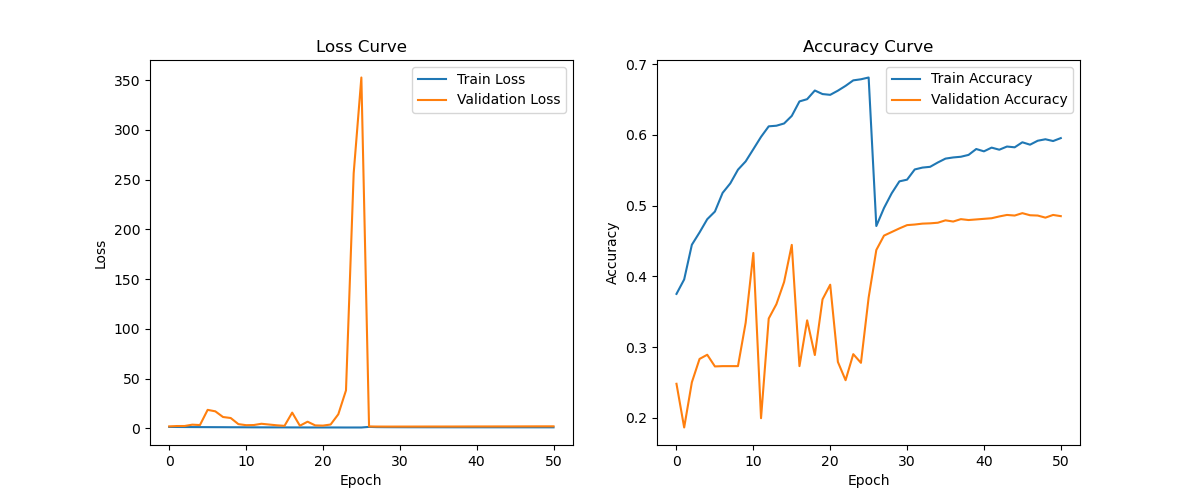 Loss Curve
Train Loss
Validation Loss
350
300
250
200
150
100
50
0
Loss
0
10
20
30
40
50
Epoch
Accuracy Curve
Train Accuracy
Validation Accuracy
0.7
0.6
0.5
0.4
0.3
0.2
Accuracy
0
10
20
30
40
50
Epoch